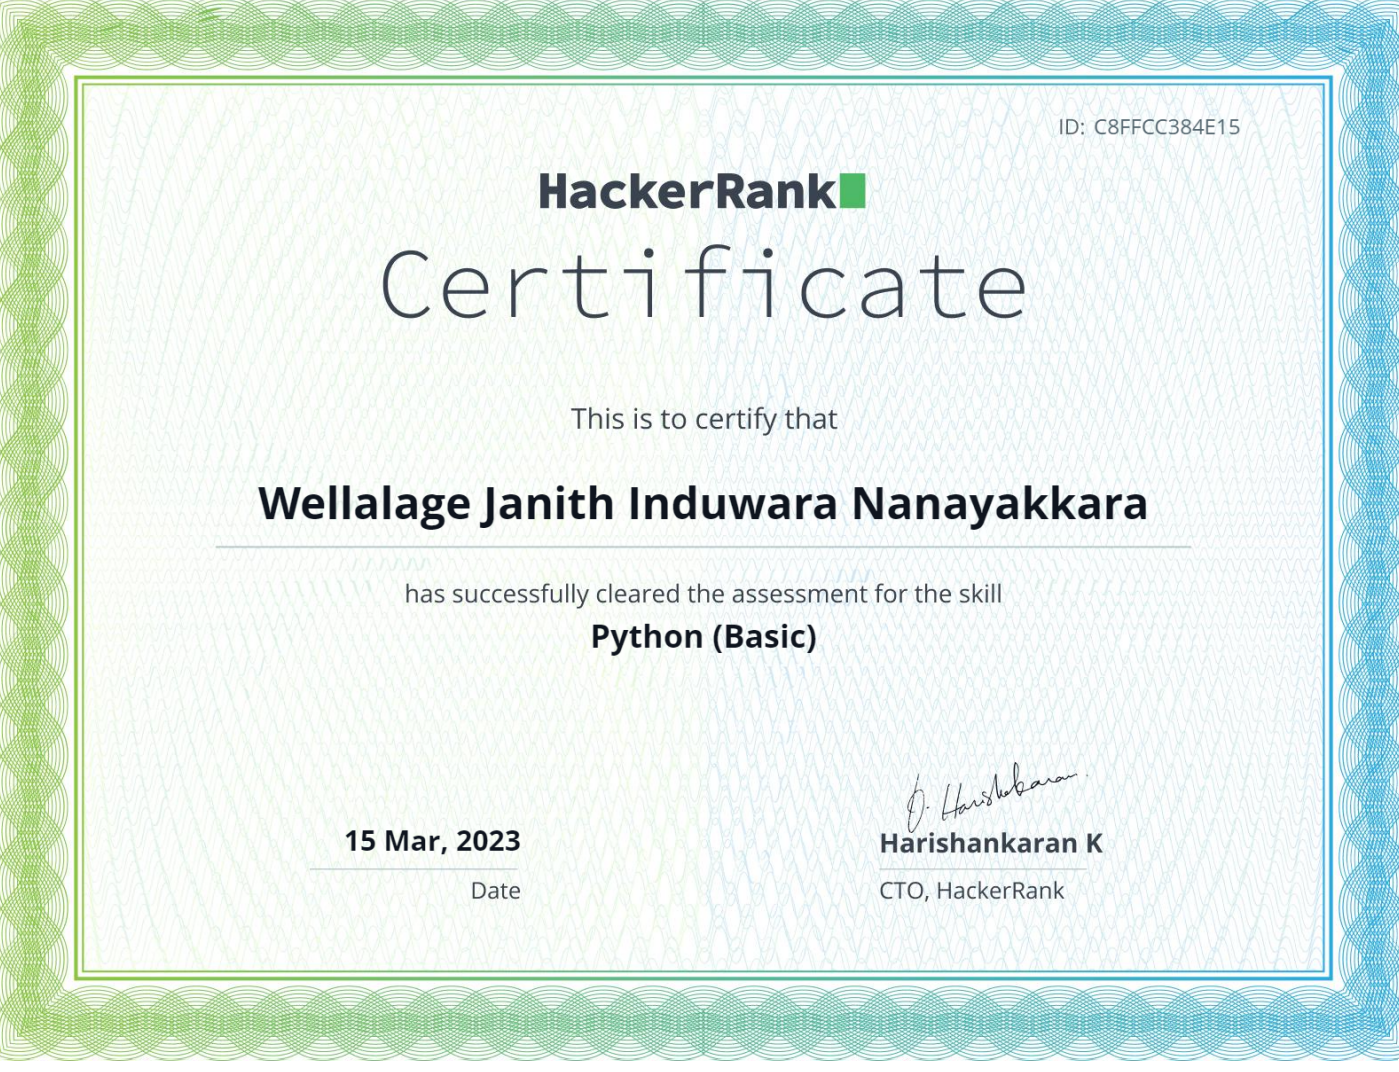 ID: C8FFCC384E15
HackerRank
Certificate
This is to certify that
Wellalage Janith Induwara Nanayakkara
has successfully cleared the assessment for the skill
Python (Basic)
15 Mar, 2023
Date
Harishankaran K
CTO, HackerRank